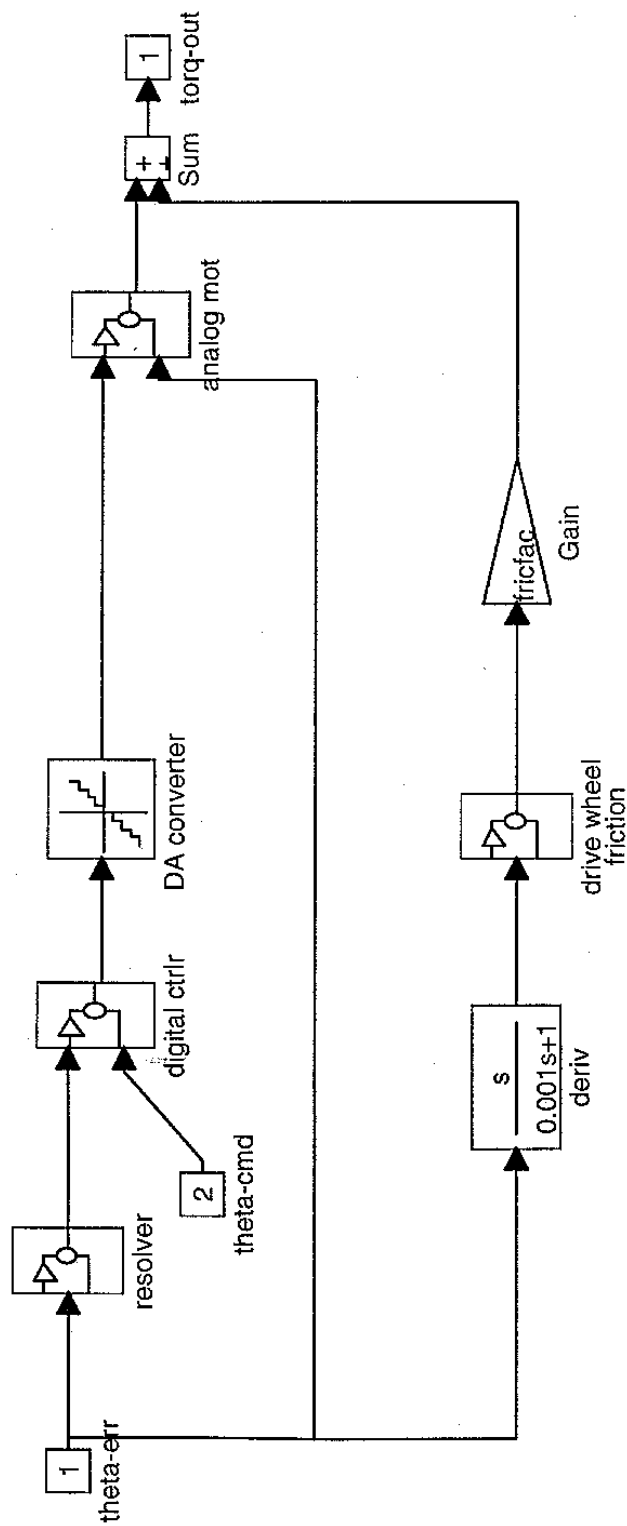 1
theta-err
resolver
2
theta-cmd
digital ctrlr
DA converter
analog mot
+
Sum
1
torq-out
s
0.001s+1
deriv
drive wheel
friction
fricfac
Gain